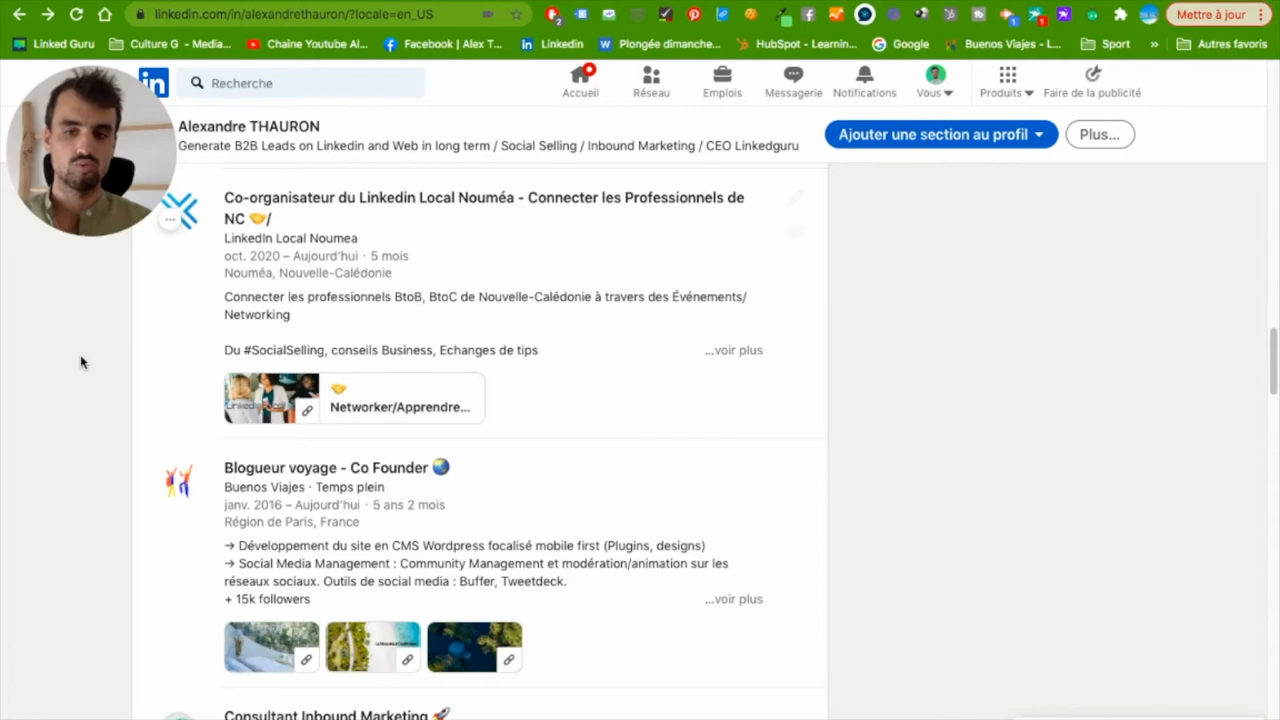 linkedin.com/in/alexandrethauron/?locale=en_US
Mettre à jour
Linked Guru
Culture G - Media...
Chaine Youtube Al...
Facebook | Alex T...
Linkedin
Plongée dimanche...
HubSpot - Learnin...
Google
Buenos Viajes - L...
Sport
»
Autres favoris
in
Recherche
Accueil
Réseau
Emplois
Messagerie
Notifications
Vous
Produits
Faire de la publicité
Alexandre THAURON
Generate B2B Leads on Linkedin and Web in long term / Social Selling / Inbound Marketing / CEO Linkedguru
Ajouter une section au profil
Plus...
Co-organisateur du Linkedin Local Nouméa - Connecter les Professionnels de
NC 🤝/
LinkedIn Local Noumea
oct. 2020 – Aujourd’hui · 5 mois
Nouméa, Nouvelle-Calédonie
Connecter les professionnels BtoB, BtoC de Nouvelle-Calédonie à travers des Événements/
Networking
Du #SocialSelling, conseils Business, Echanges de tips
...voir plus
🤝
Networker/Apprendre...
Blogueur voyage - Co Founder 🌏
Buenos Viajes · Temps plein
janv. 2016 – Aujourd’hui · 5 ans 2 mois
Région de Paris, France
→ Développement du site en CMS Wordpress focalisé mobile first (Plugins, designs)
→ Social Media Management : Community Management et modération/animation sur les
réseaux sociaux. Outils de social media : Buffer, Tweetdeck.
+ 15k followers
...voir plus
Consultant Inbound Marketing 🚀